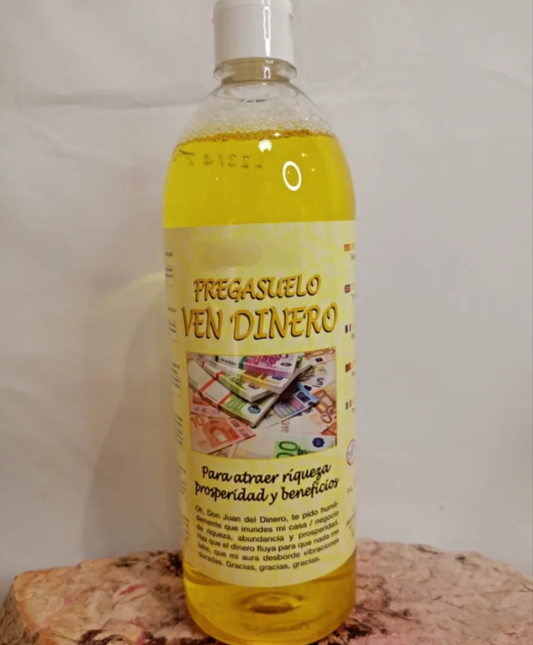 FREGASUELO
VEN DINERO
Para atraer riqueza
prosperidad y beneficios
Oh, Don Juan del Dinero, te pido humil-
demente que inundes mi casa / negocio
de riqueza, abundancia y prosperidad.
Haz que el dinero fluya para que nada me
falte, que mi aura desborde vibraciones
doradas. Gracias, gracias, gracias.